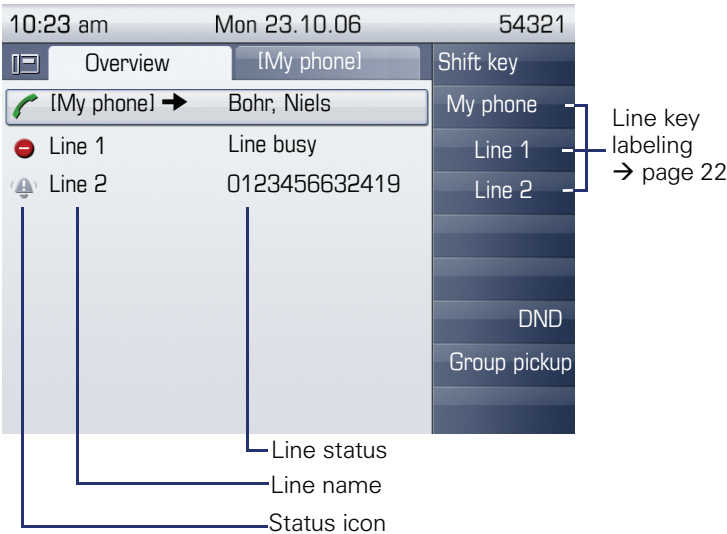 10:23 am Mon 23.10.06 54321
Overview [My phone] Shift key
[My phone] → Bohr, Niels My phone
Line 1 Line busy Line 1
Line 2 0123456632419 Line 2
DND
Group pickup
Line key
labeling
→ page 22
Line status
Line name
Status icon